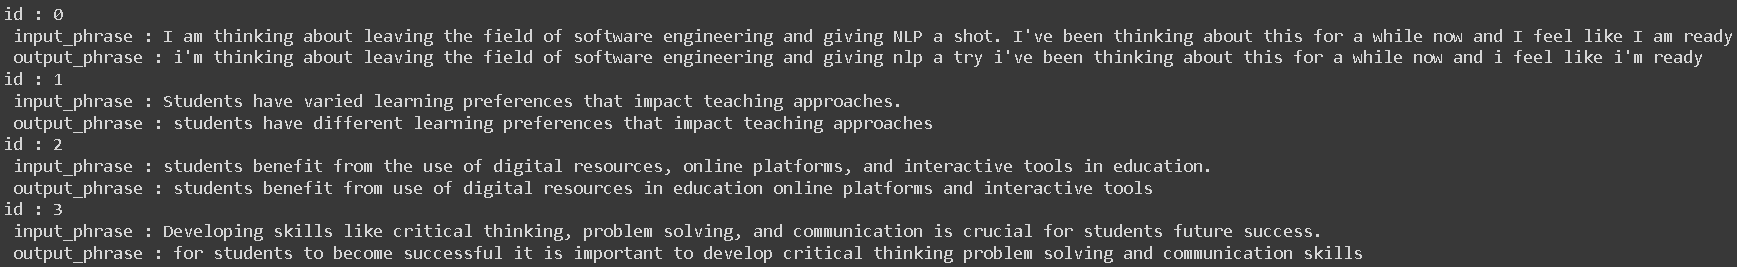 id : 0
input_phrase : I am thinking about leaving the field of software engineering and giving NLP a shot. I've been thinking about this for a while now and I feel like I am ready
output_phrase : i'm thinking about leaving the field of software engineering and giving nlp a try i've been thinking about this for a while now and i feel like i'm ready
id : 1
input_phrase : Students have varied learning preferences that impact teaching approaches.
output_phrase : students have different learning preferences that impact teaching approaches
id : 2
input_phrase : students benefit from the use of digital resources, online platforms, and interactive tools in education.
output_phrase : students benefit from use of digital resources in education online platforms and interactive tools
id : 3
input_phrase : Developing skills like critical thinking, problem solving, and communication is crucial for students future success.
output_phrase : for students to become successful it is important to develop critical thinking problem solving and communication skills